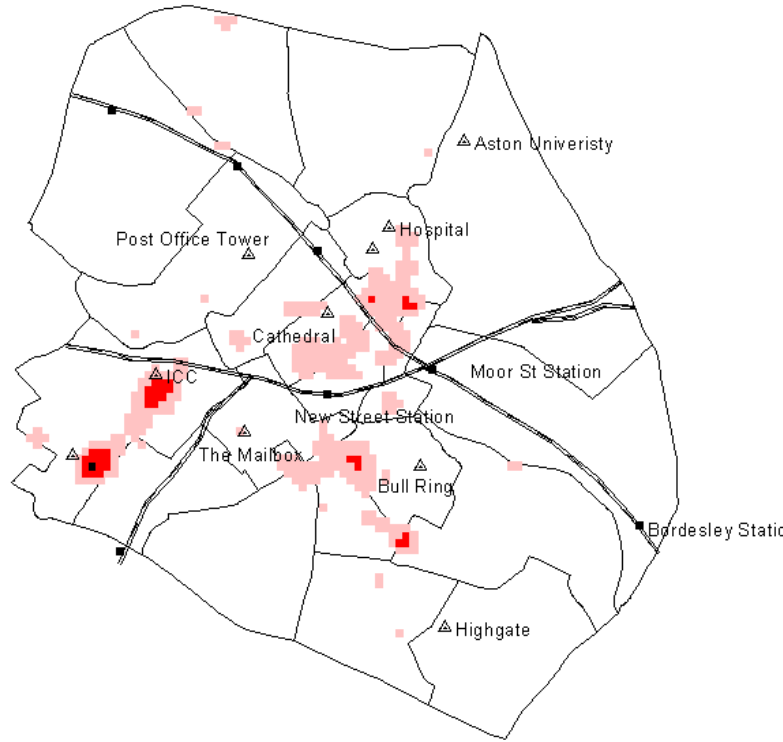 Aston Univeristy
Hospital
Post Office Tower
Cathedral
Moor St Station
ICC
New Street Station
The Mailbox
Bull Ring
Bordesley Stati
Highgate